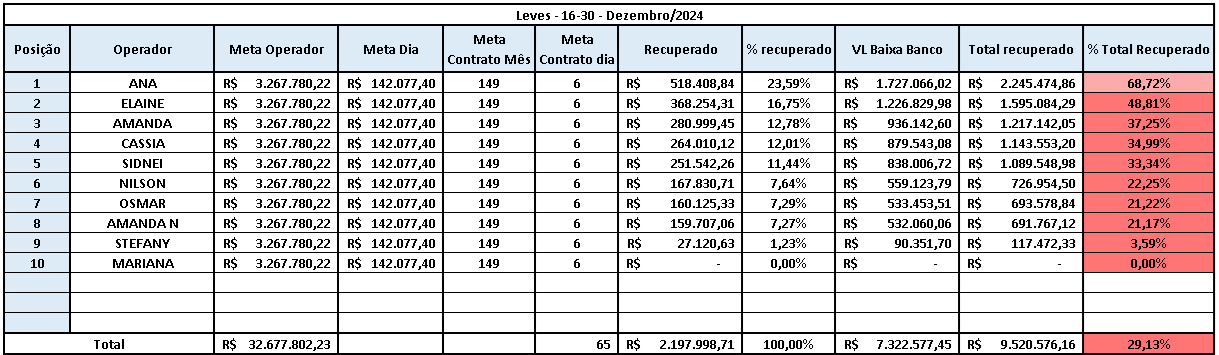 Leves - 16-30 - Dezembro/2024
Posição Operador Meta Operador Meta Dia Meta Contrato Mês Meta Contrato dia Recuperado % recuperado VL Baixa Banco Total recuperado % Total Recuperado
1 ANA R$ 3.267.780,22 R$ 142.077,40 149 6 R$ 518.408,84 23,59% R$ 1.727.066,02 R$ 2.245.474,86 68,72%
2 ELAINE R$ 3.267.780,22 R$ 142.077,40 149 6 R$ 368.254,31 16,75% R$ 1.226.829,98 R$ 1.595.084,29 48,81%
3 AMANDA R$ 3.267.780,22 R$ 142.077,40 149 6 R$ 280.999,45 12,78% R$ 936.142,60 R$ 1.217.142,05 37,25%
4 CASSIA R$ 3.267.780,22 R$ 142.077,40 149 6 R$ 264.010,12 12,01% R$ 879.543,08 R$ 1.143.553,20 34,99%
5 SIDNEI R$ 3.267.780,22 R$ 142.077,40 149 6 R$ 251.542,26 11,44% R$ 838.006,72 R$ 1.089.548,98 33,34%
6 NILSON R$ 3.267.780,22 R$ 142.077,40 149 6 R$ 167.830,71 7,64% R$ 559.123,79 R$ 726.954,50 22,25%
7 OSMAR R$ 3.267.780,22 R$ 142.077,40 149 6 R$ 160.125,33 7,29% R$ 533.453,51 R$ 693.578,84 21,22%
8 AMANDA N R$ 3.267.780,22 R$ 142.077,40 149 6 R$ 159.707,06 7,27% R$ 532.060,06 R$ 691.767,12 21,17%
9 STEFANY R$ 3.267.780,22 R$ 142.077,40 149 6 R$ 27.120,63 1,23% R$ 90.351,70 R$ 117.472,33 3,59%
10 MARIANA R$ 3.267.780,22 R$ 142.077,40 149 6 R$ - 0,00% R$ - R$ - 0,00%
Total R$ 32.677.802,23 65 R$ 2.197.998,71 100,00% R$ 7.322.577,45 R$ 9.520.576,16 29,13%